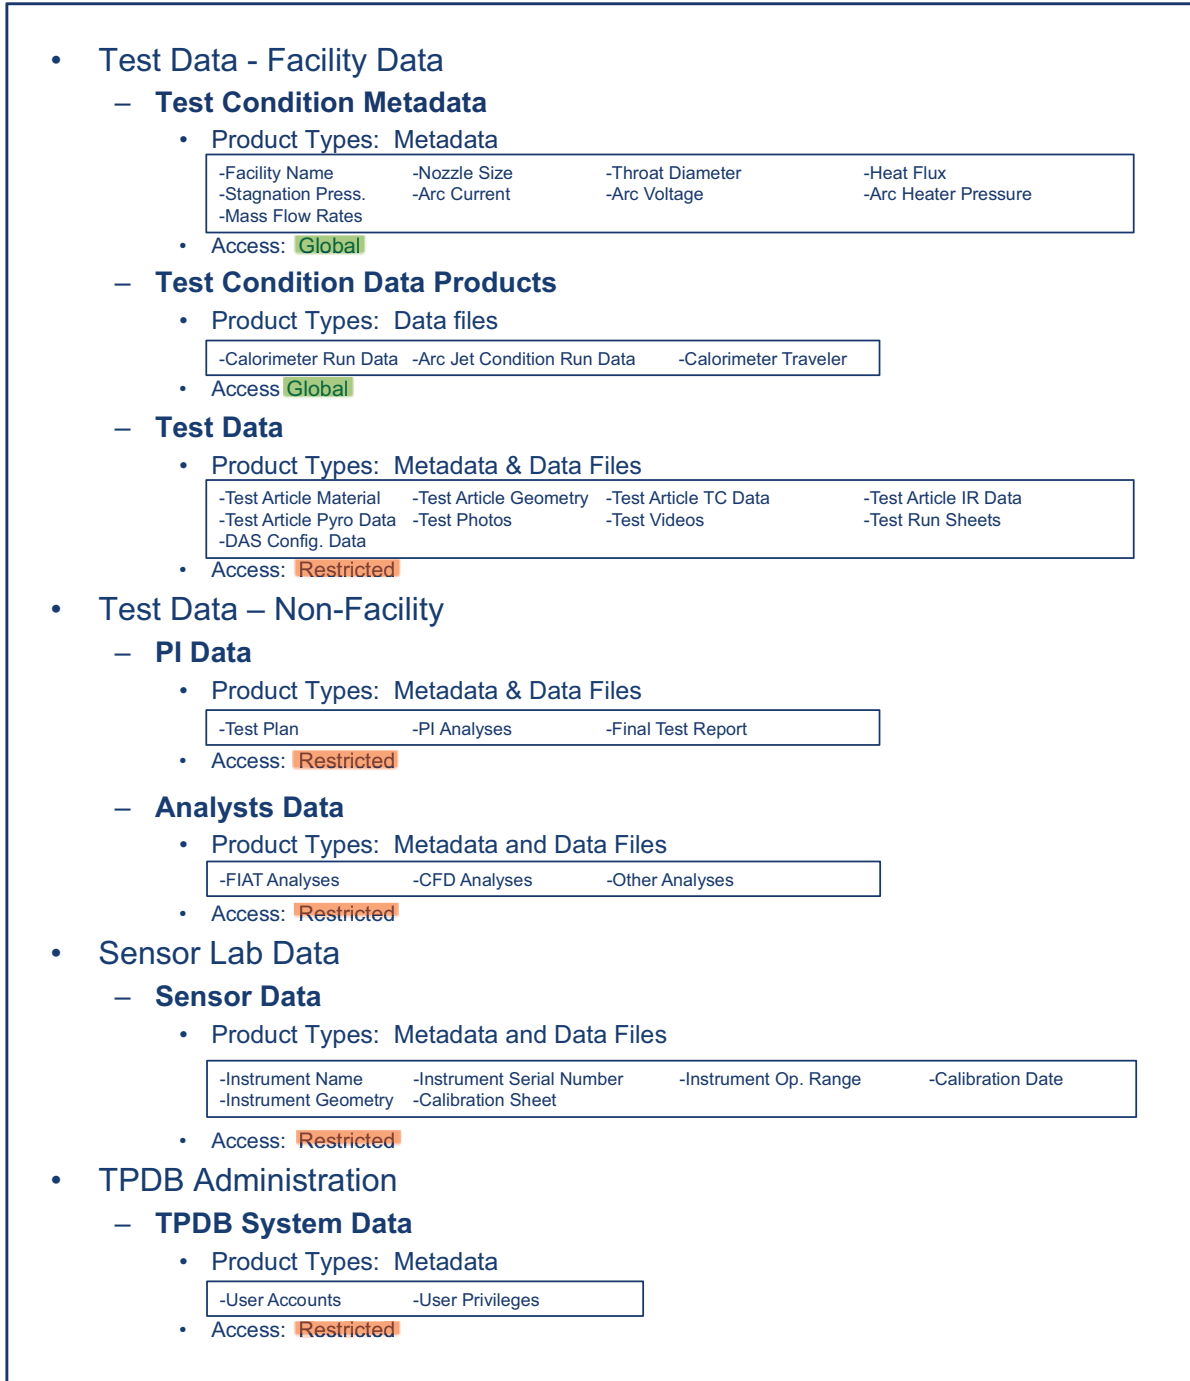 • Test Data - Facility Data
– Test Condition Metadata
• Product Types: Metadata
-Facility Name -Nozzle Size -Throat Diameter -Heat Flux
-Stagnation Press. -Arc Current -Arc Voltage -Arc Heater Pressure
-Mass Flow Rates
• Access: Global
– Test Condition Data Products
• Product Types: Data files
-Calorimeter Run Data -Arc Jet Condition Run Data -Calorimeter Traveler
• Access Global
– Test Data
• Product Types: Metadata & Data Files
-Test Article Material -Test Article Geometry -Test Article TC Data -Test Article IR Data
-Test Article Pyro Data -Test Photos -Test Videos -Test Run Sheets
-DAS Config. Data
• Access: Restricted
• Test Data – Non-Facility
– PI Data
• Product Types: Metadata & Data Files
-Test Plan -PI Analyses -Final Test Report
• Access: Restricted
– Analysts Data
• Product Types: Metadata and Data Files
-FIAT Analyses -CFD Analyses -Other Analyses
• Access: Restricted
• Sensor Lab Data
– Sensor Data
• Product Types: Metadata and Data Files
-Instrument Name -Instrument Serial Number -Instrument Op. Range -Calibration Date
-Instrument Geometry -Calibration Sheet
• Access: Restricted
• TPDB Administration
– TPDB System Data
• Product Types: Metadata
-User Accounts -User Privileges
• Access: Restricted